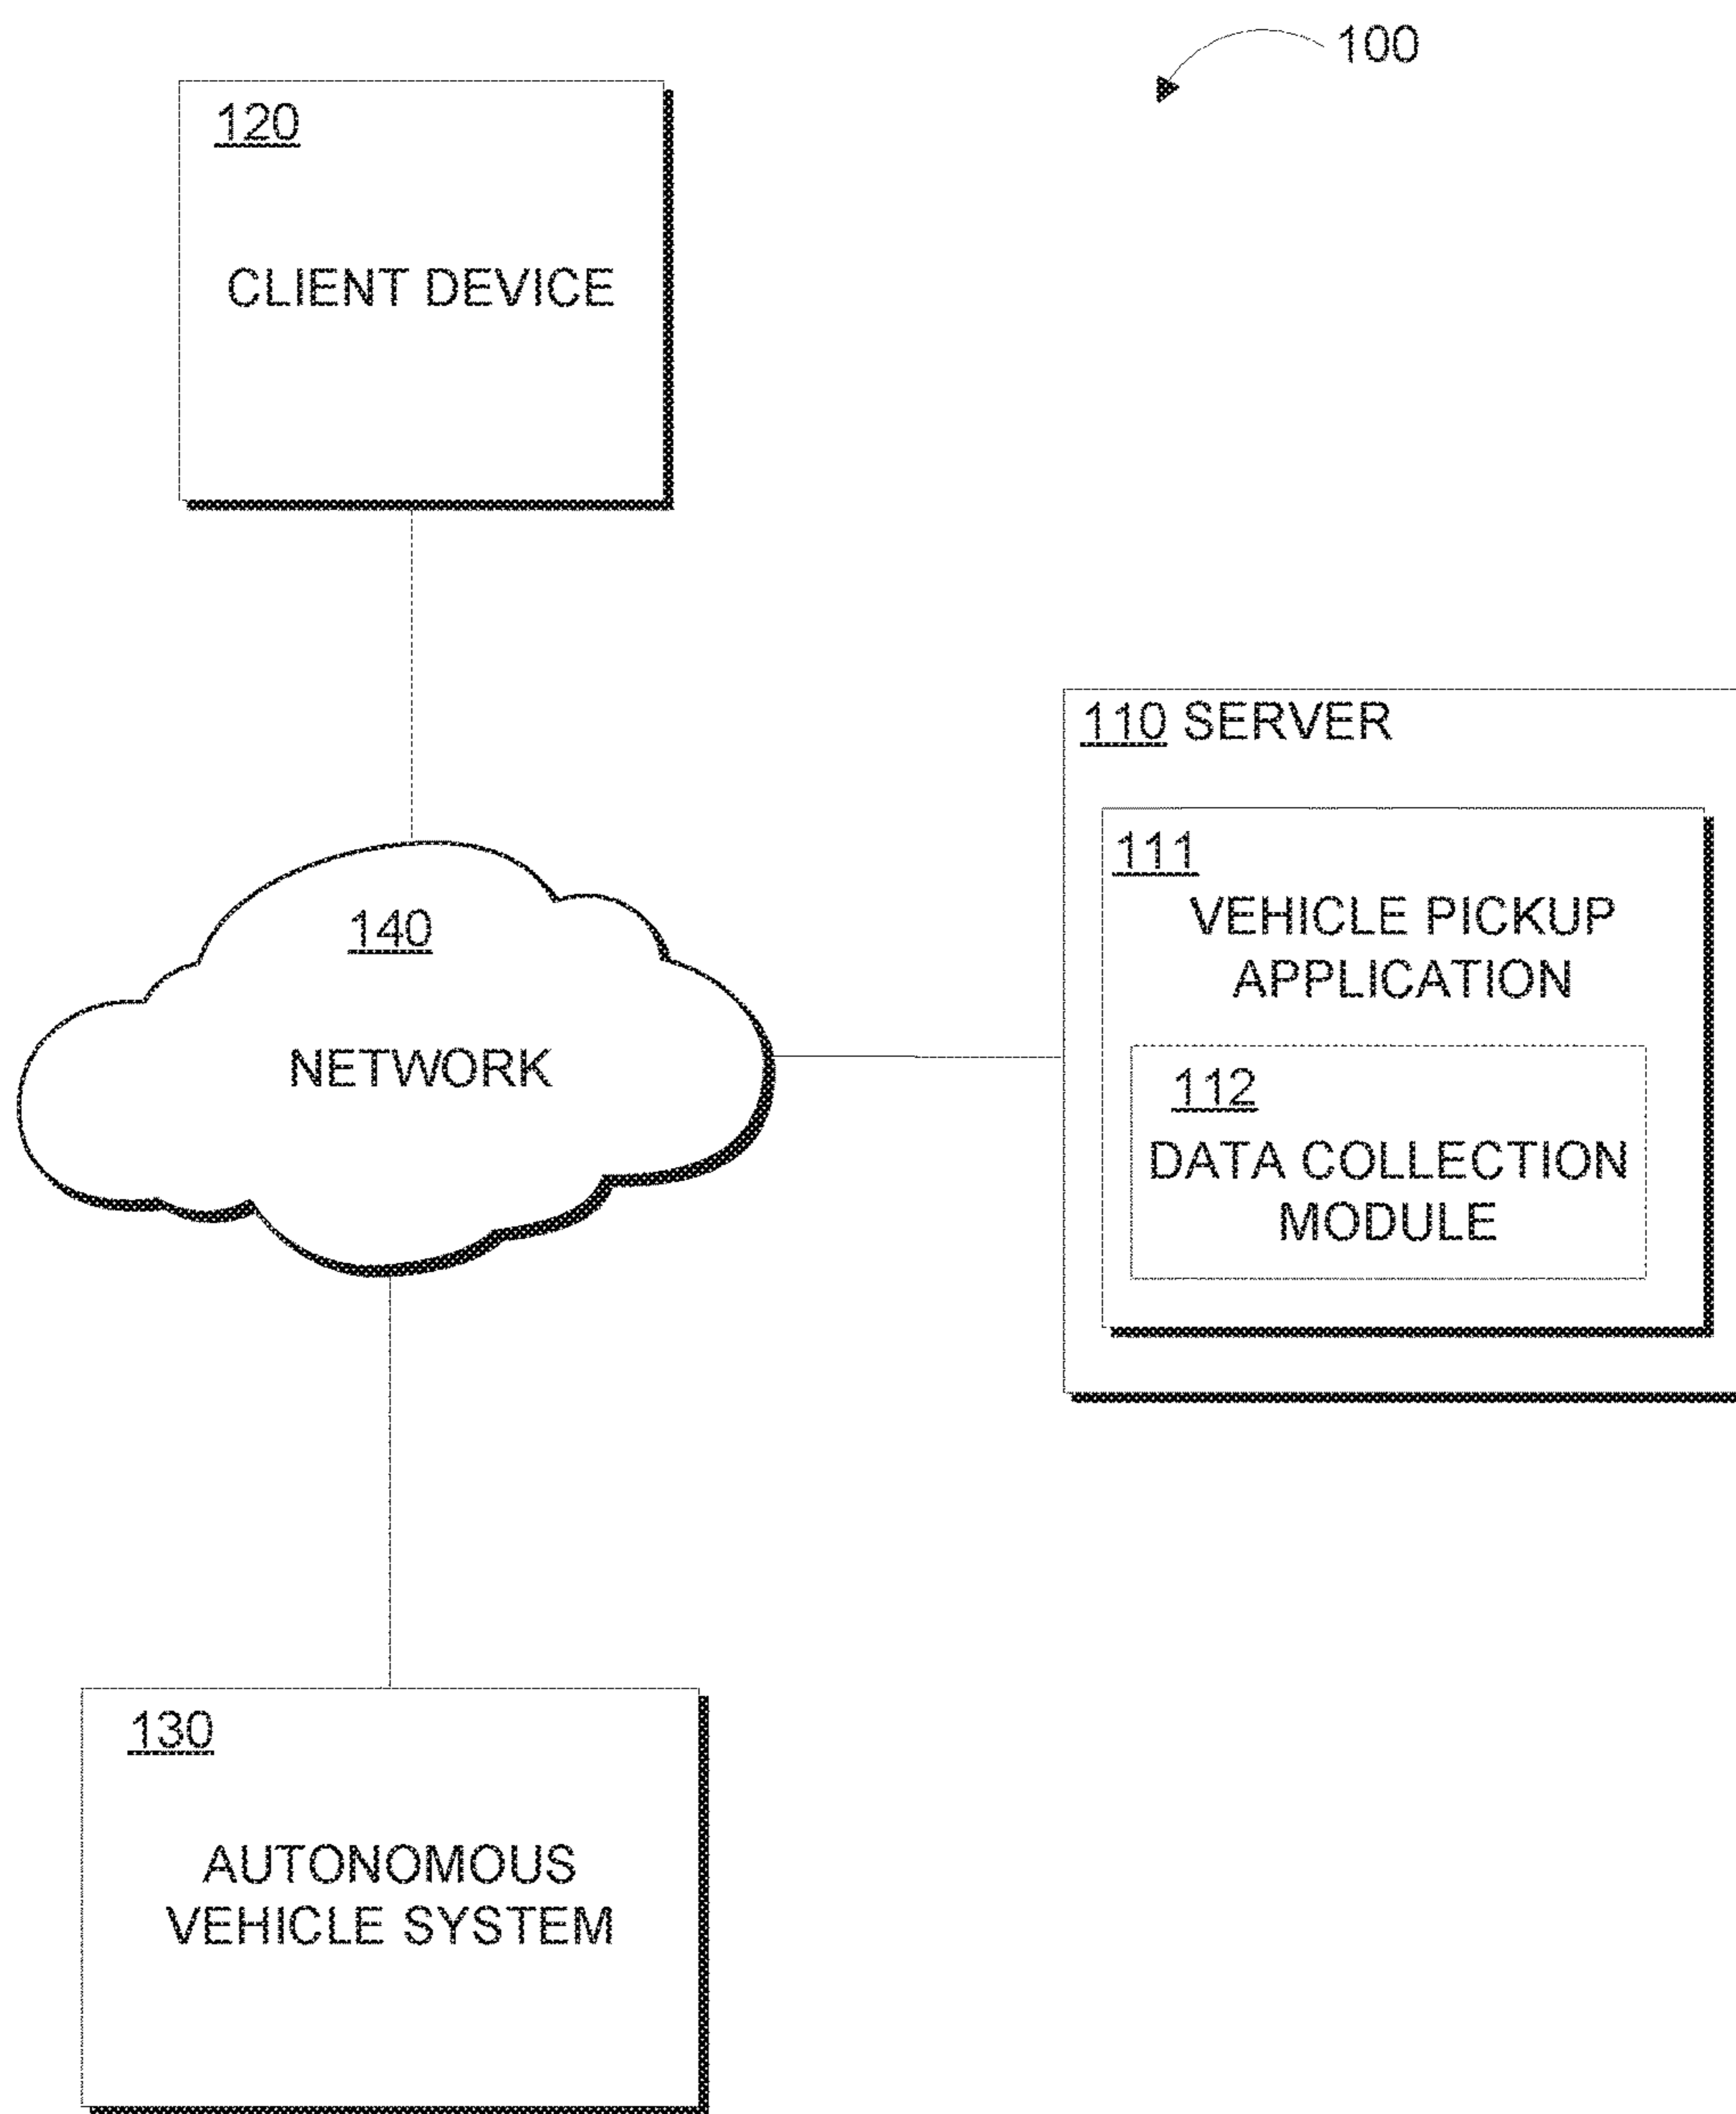 100
120
CLIENT DEVICE
110 SERVER
111
VEHICLE PICKUP
APPLICATION
140
NETWORK
112
DATA COLLECTION
MODULE
130
AUTONOMOUS
VEHICLE SYSTEM